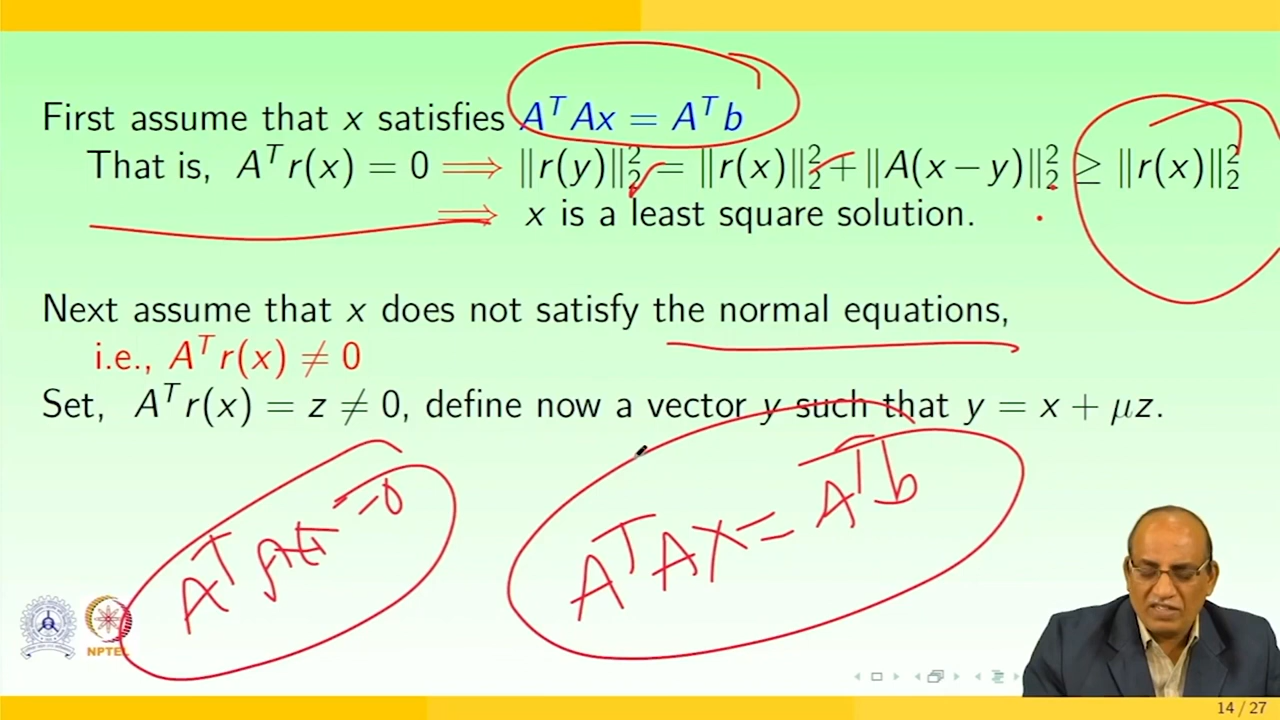 First assume that x satisfies AᵀAx = Aᵀb
That is, Aᵀr(x) = 0 ⟹ ‖r(y)‖₂² = ‖r(x)‖₂² + ‖A(x − y)‖₂² ≥ ‖r(x)‖₂²
⟹ x is a least square solution.
Next assume that x does not satisfy the normal equations,
i.e., Aᵀr(x) ≠ 0
Set, Aᵀr(x) = z ≠ 0, define now a vector y such that y = x + μz.
Aᵀ r(x) = 0
AᵀAx = Aᵀb
NPTEL
14 / 27